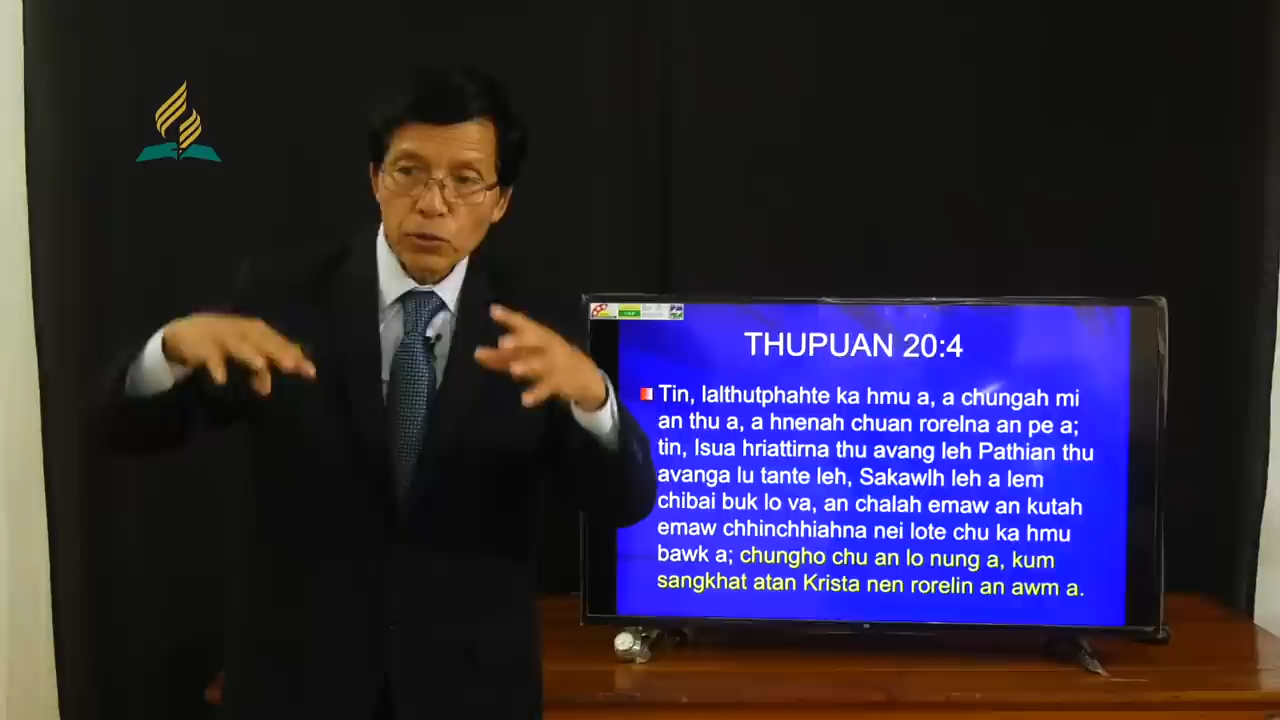 THUPUAN 20:4
Tin, lalthutphahte ka hmu a, a chungah mi
an thu a, a hnenah chuan rorelna an pe a;
tin, Isua hriattirna thu avang leh Pathian thu
avanga lu tante leh, Sakawlh leh a lem
chibai buk lo va, an chalah emaw an kutah
emaw chhinchhiahna nei lote chu ka hmu
bawk a; chungho chu an lo nung a, kum
sangkhat atan Krista nen rorelin an awm a.